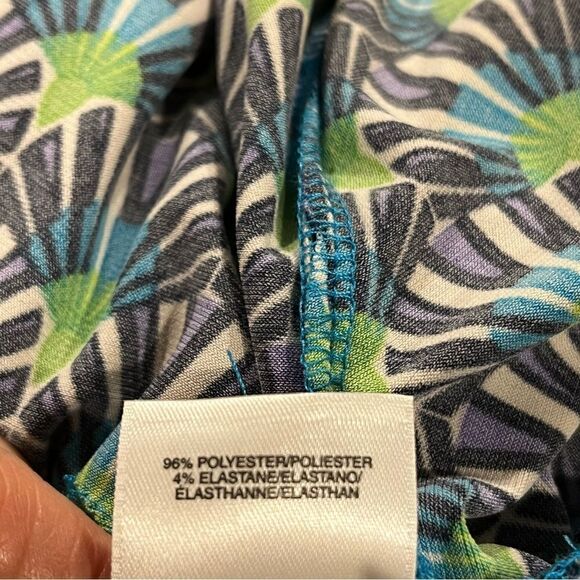 96% POLYESTER/POLIESTER
4% ELASTANE/ELASTANO/
ÉLASTHANNE/ELASTHAN